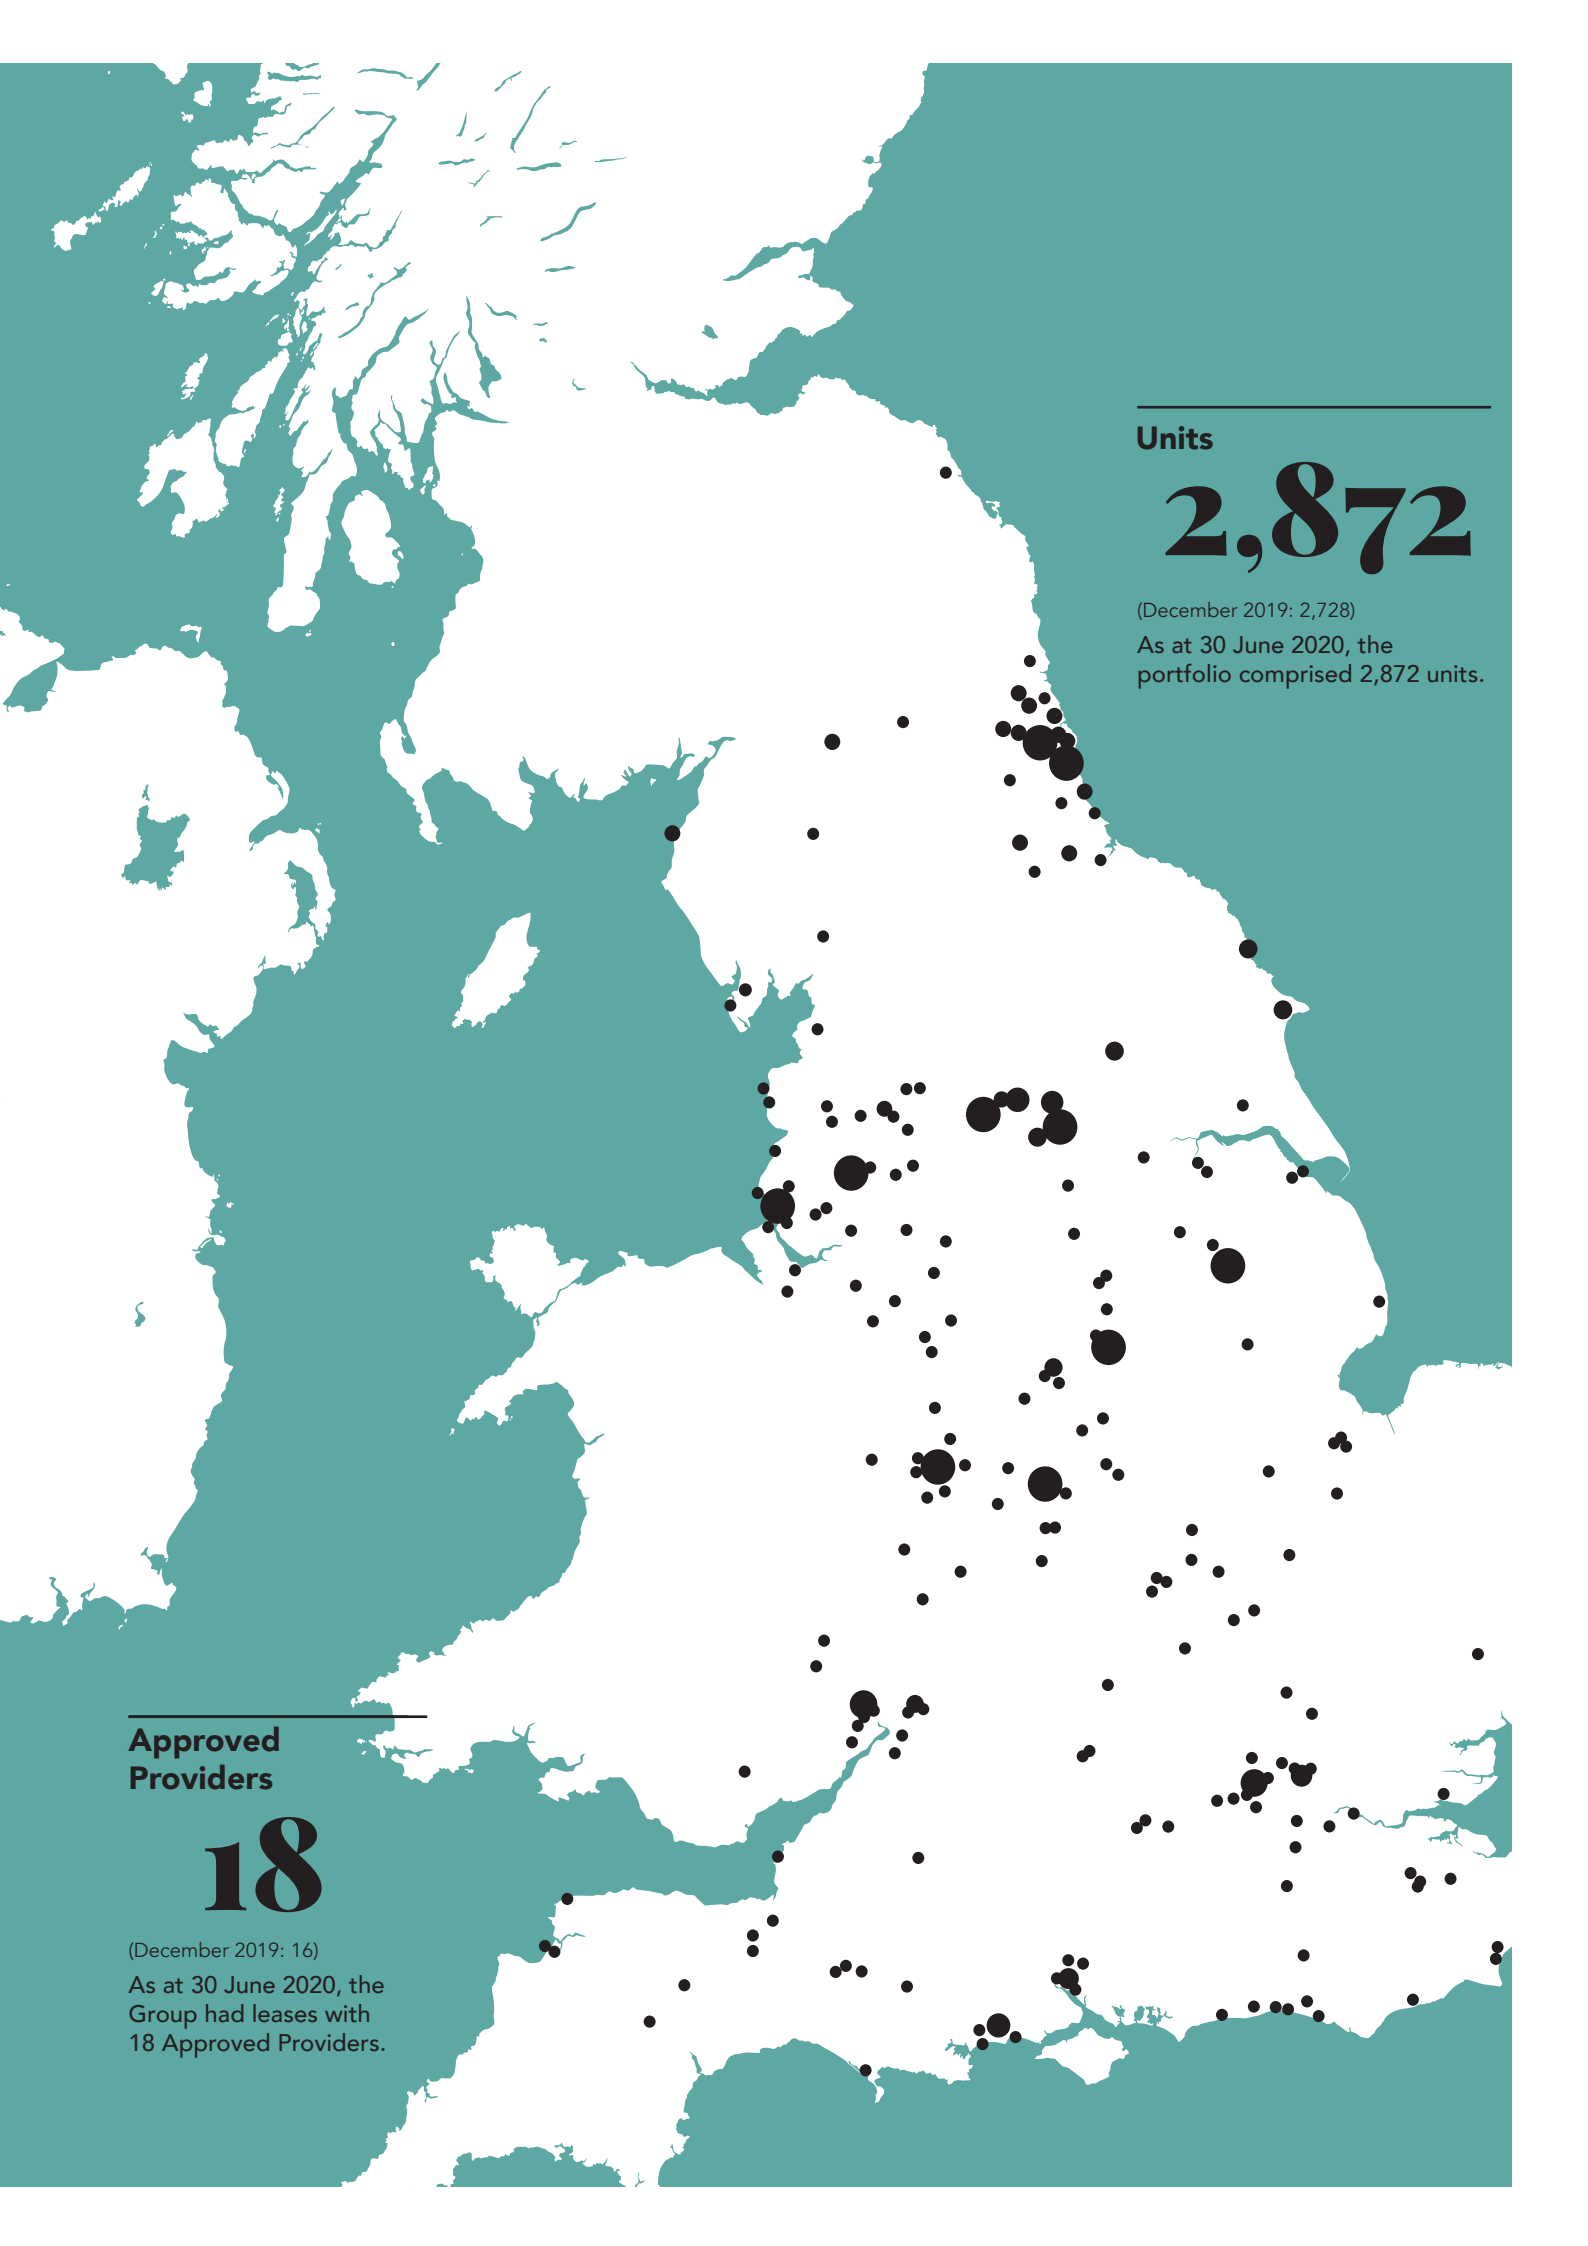 Units
2,872
(December 2019: 2,728)
As at 30 June 2020, the
portfolio comprised 2,872 units.
Approved
Providers
18
(December 2019: 16)
As at 30 June 2020, the
Group had leases with
18 Approved Providers.